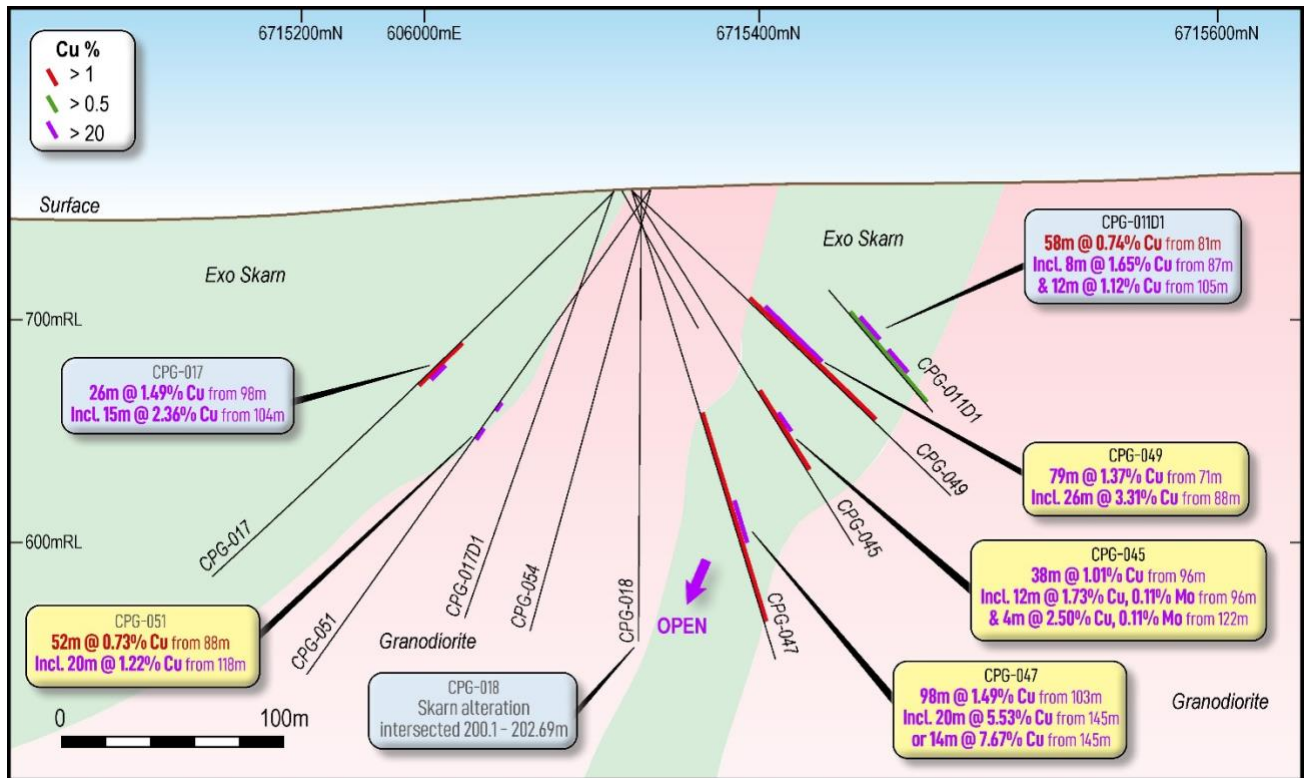 6715200mN
606000mE
6715400mN
6715600mN
Cu %
> 1
> 0.5
> 20
Surface
Exo Skarn
Exo Skarn
CPG-011D1
58m @ 0.74% Cu from 81m
Incl. 8m @ 1.65% Cu from 87m
& 12m @ 1.12% Cu from 105m
700mRL
CPG-017
26m @ 1.49% Cu from 98m
Incl. 15m @ 2.36% Cu from 104m
CPG-011D1
CPG-049
CPG-049
79m @ 1.37% Cu from 71m
Incl. 26m @ 3.31% Cu from 88m
600mRL
CPG-017
CPG-017D1
CPG-054
CPG-018
CPG-045
CPG-045
38m @ 1.01% Cu from 96m
Incl. 12m @ 1.73% Cu, 0.11% Mo from 96m
& 4m @ 2.50% Cu, 0.11% Mo from 122m
CPG-051
52m @ 0.73% Cu from 88m
Incl. 20m @ 1.22% Cu from 118m
CPG-051
Granodiorite
OPEN
CPG-047
CPG-018
Skarn alteration
intersected 200.1 - 202.69m
CPG-047
98m @ 1.49% Cu from 103m
Incl. 20m @ 5.53% Cu from 145m
or 14m @ 7.67% Cu from 145m
Granodiorite
0
100m